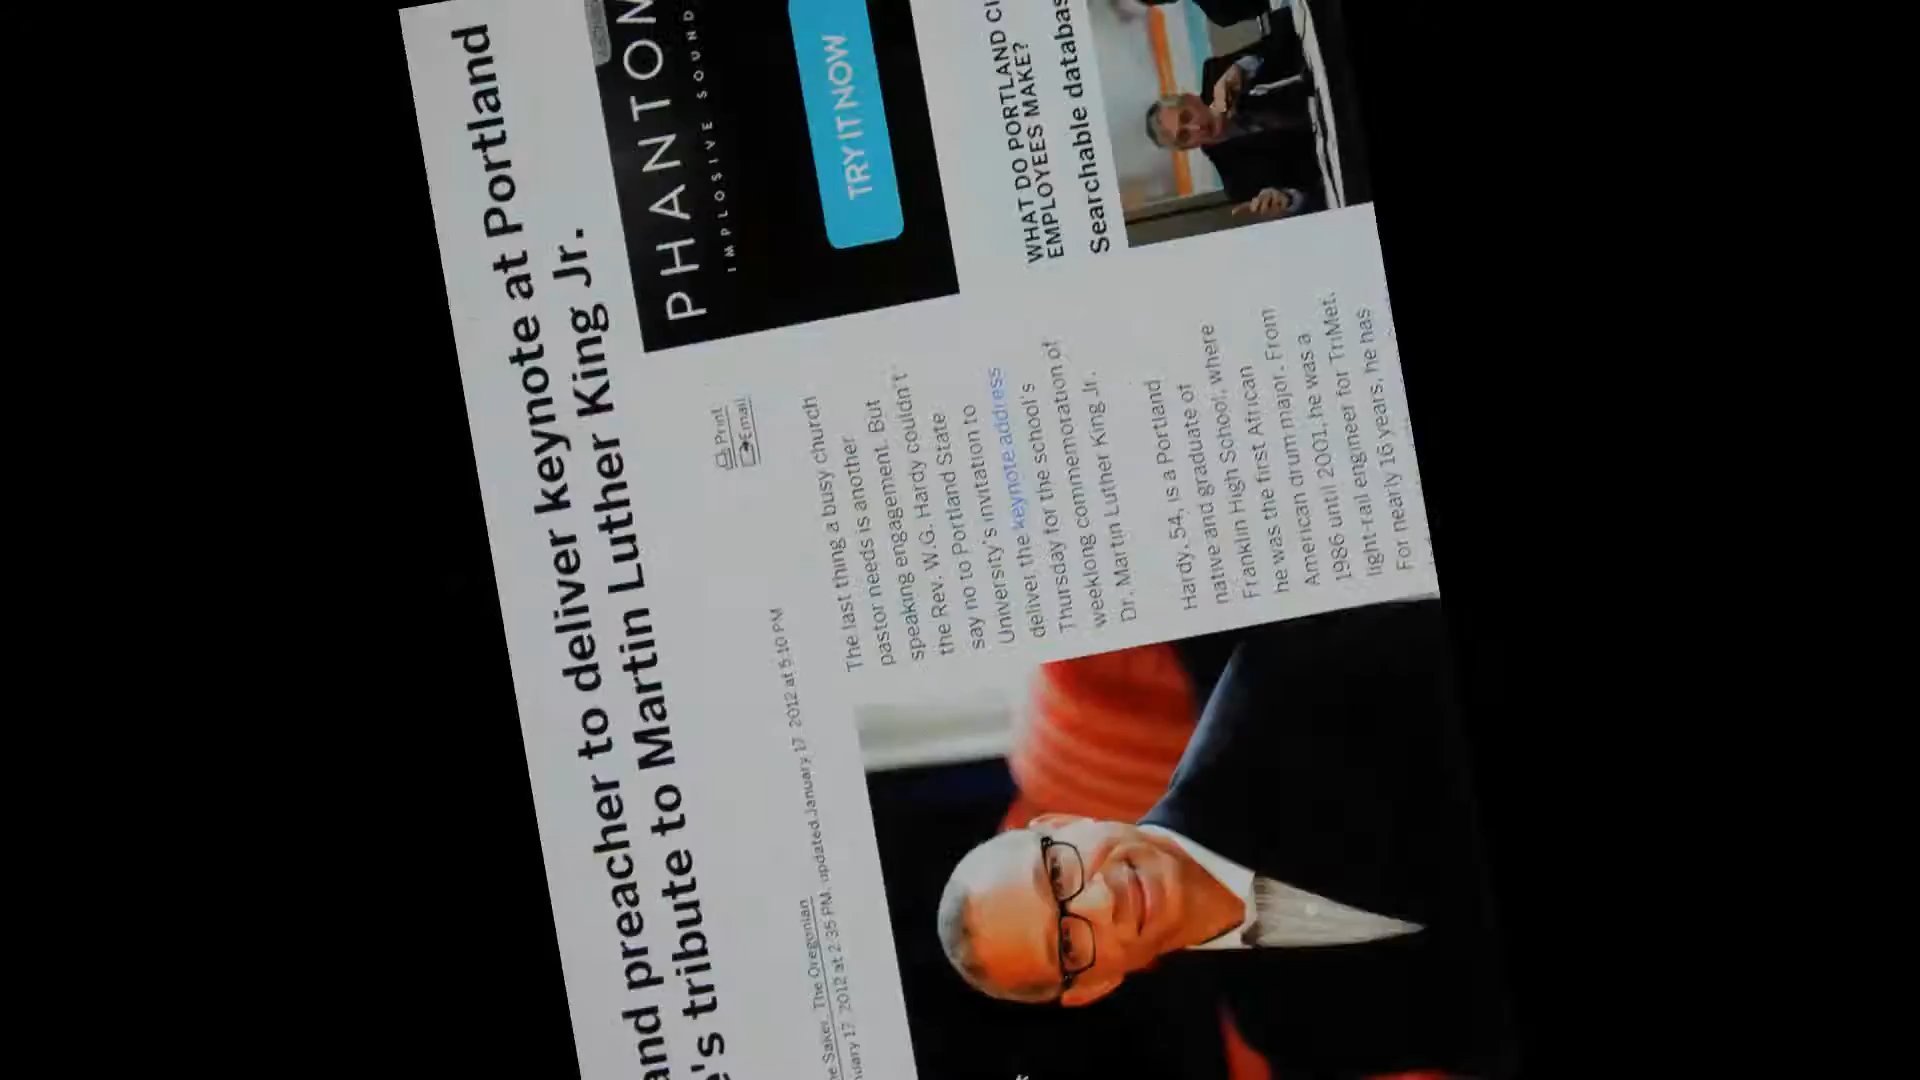 and preacher to deliver keynote at Portland
's tribute to Martin Luther King Jr.
Print
Email
The Oregonian
17, 2012 at 2:35 PM, updated January 17, 2012 at 5:10 PM
The last thing a busy church
pastor needs is another
speaking engagement. But
the Rev. W.G. Hardy couldn't
say no to Portland State
University's invitation to
deliver the keynote address
Thursday for the school's
weeklong commemoration of
Dr. Martin Luther King Jr.
Hardy, 54, is a Portland
native and graduate of
Franklin High School, where
he was the first African
American drum major. From
1986 until 2001, he was a
light-rail engineer for TriMet.
For nearly 16 years, he has
PHANTOM
IMPLOSIVE SOUND
TRY IT NOW
WHAT DO PORTLAND
EMPLOYEES MAKE?
Searchable